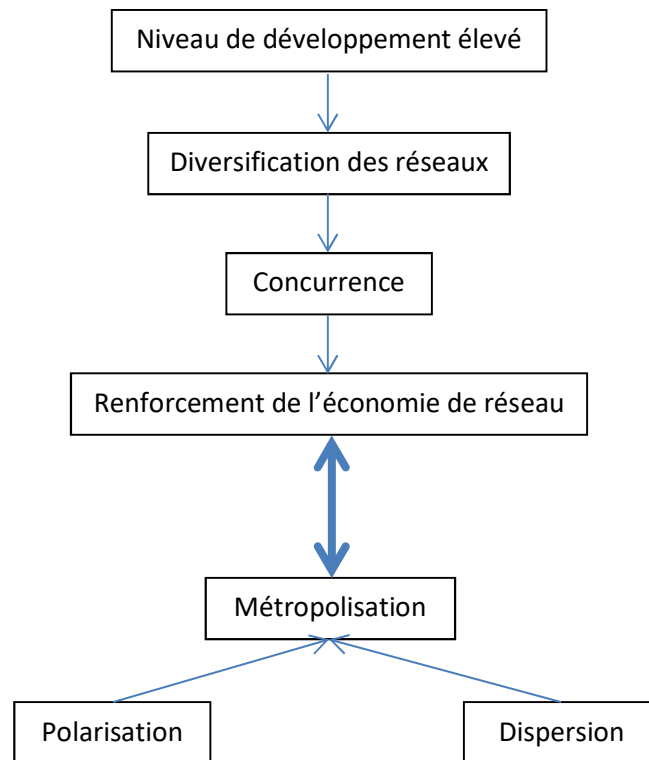 Niveau de développement élevé
Diversification des réseaux
Concurrence
Renforcement de l’économie de réseau
Métropolisation
Polarisation
Dispersion